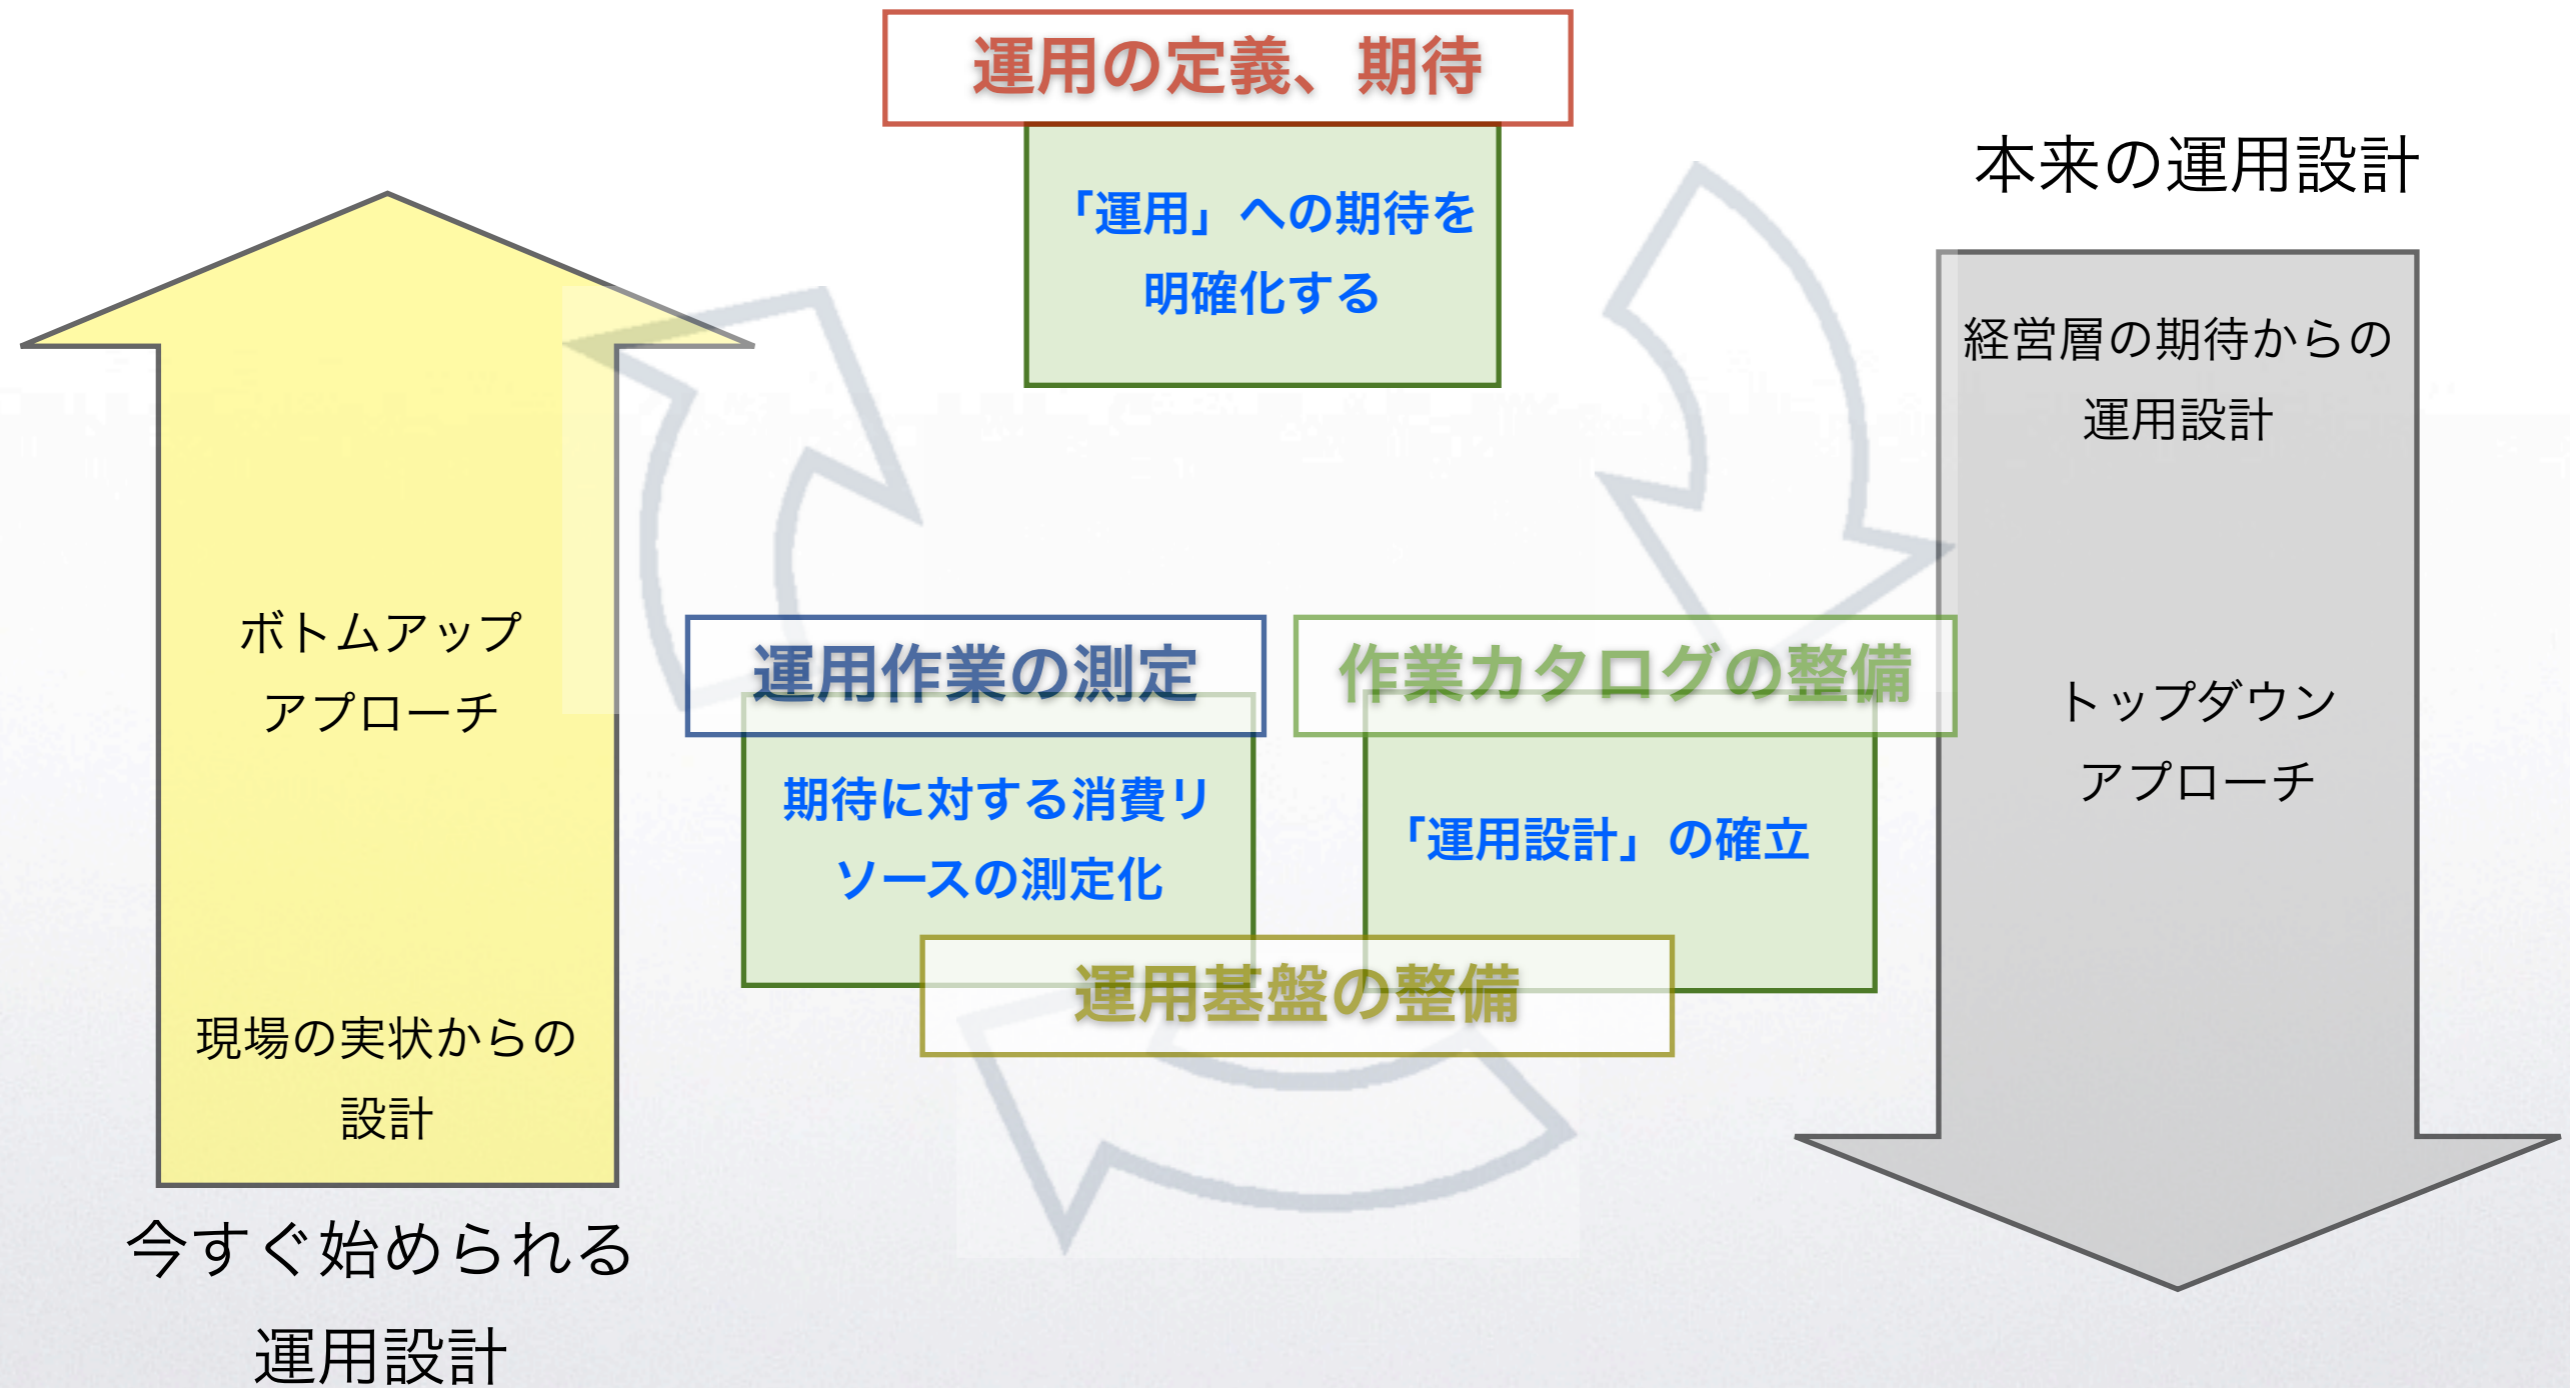 運用の定義、期待
「運用」への期待を
明確化する
本来の運用設計
経営層の期待からの
運用設計
トップダウン
アプローチ
ボトムアップ
アプローチ
現場の実状からの
設計
今すぐ始められる
運用設計
運用作業の測定
期待に対する消費リ
ソースの測定化
作業カタログの整備
「運用設計」の確立
運用基盤の整備